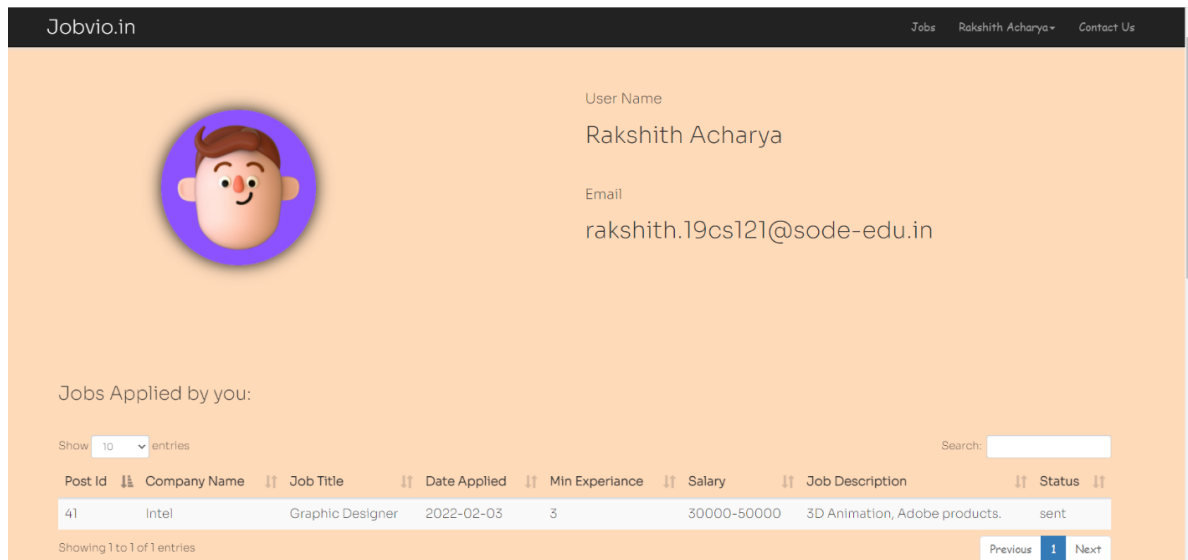 Jobvio.in Jobs Rakshith Acharya Contact Us
User Name
Rakshith Acharya
Email
rakshith.19cs121@sode-edu.in
Jobs Applied by you:
Show 10 entries Search:
Post Id Company Name Job Title Date Applied Min Experiance Salary Job Description Status
41 Intel Graphic Designer 2022-02-03 3 30000-50000 3D Animation, Adobe products. sent
Showing 1 to 1 of 1 entries Previous 1 Next